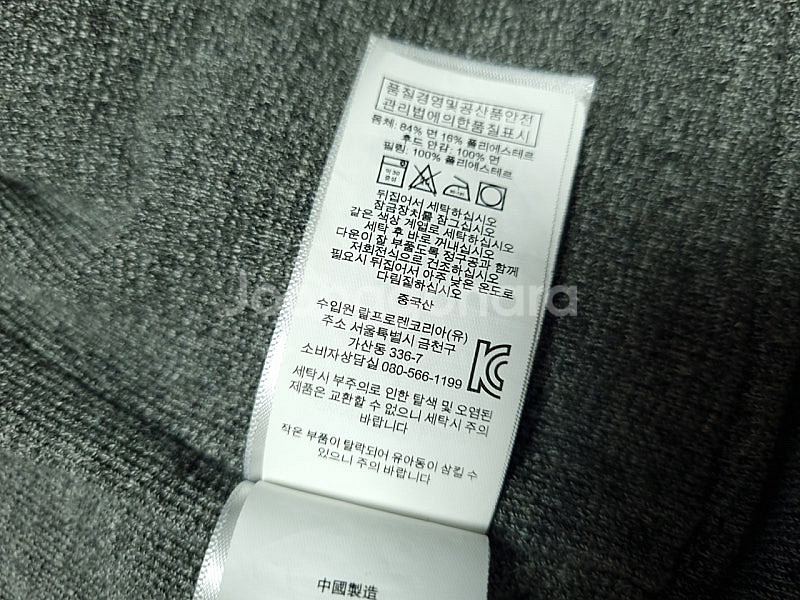 품질경영및공산품안전
관리법에의한품질표시
몸체: 84% 면 16% 폴리에스테르
후드 안감: 100% 면
필링: 100% 폴리에스테르
약 30
중성
뒤집어서 세탁하십시오
잠금장치를 잠그십시오
같은 색상 계열로 세탁하십시오
세탁 후 바로 꺼내십시오
다운이 잘 부풀도록 정구공과 함께
저회전식으로 건조하십시오
필요시 뒤집어서 아주 낮은 온도로
다림질하십시오
중국산
수입원 랄프로렌코리아(유)
주소 서울특별시 금천구
가산동 336-7
소비자상담실 080-566-1199
세탁시 부주의로 인한 탈색 및 오염된
제품은 교환할 수 없으니 세탁시 주의
바랍니다
작은 부품이 탈락되어 유아동이 삼킬 수
있으니 주의 바랍니다
中國製造